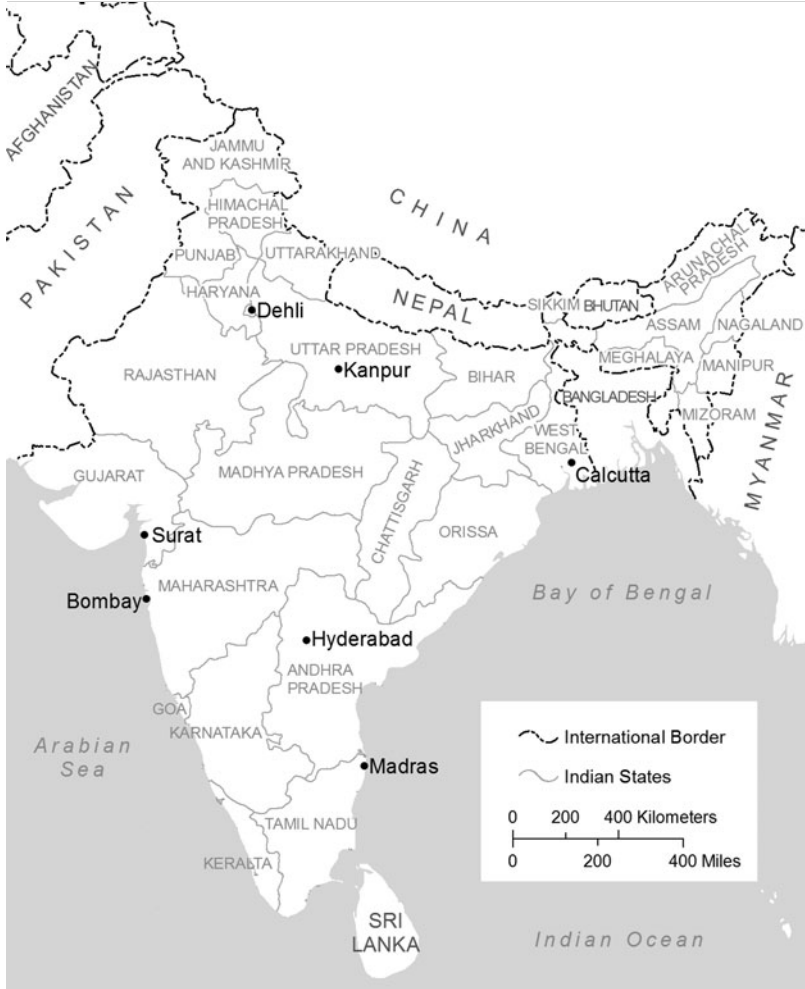 AFGHANISTAN
PAKISTAN
CHINA
JAMMU
AND KASHMIR
HIMACHAL
PRADESH
PUNJAB
UTTARAKHAND
HARYANA
Dehli
NEPAL
SIKKIM
BHUTAN
ARUNACHAL
PRADESH
ASSAM
NAGALAND
UTTAR PRADESH
Kanpur
RAJASTHAN
BIHAR
MEGHALAYA
MANIPUR
BANGLADESH
MIZORAM
MYANMAR
JHARKHAND
WEST
BENGAL
Calcutta
GUJARAT
MADHYA PRADESH
CHATTISGARH
ORISSA
Surat
MAHARASHTRA
Bombay
Bay of Bengal
Hyderabad
ANDHRA
PRADESH
GOA
KARNATAKA
Arabian
Sea
Madras
TAMIL NADU
KERALTA
SRI
LANKA
Indian Ocean
International Border
Indian States
0 200 400 Kilometers
0 200 400 Miles